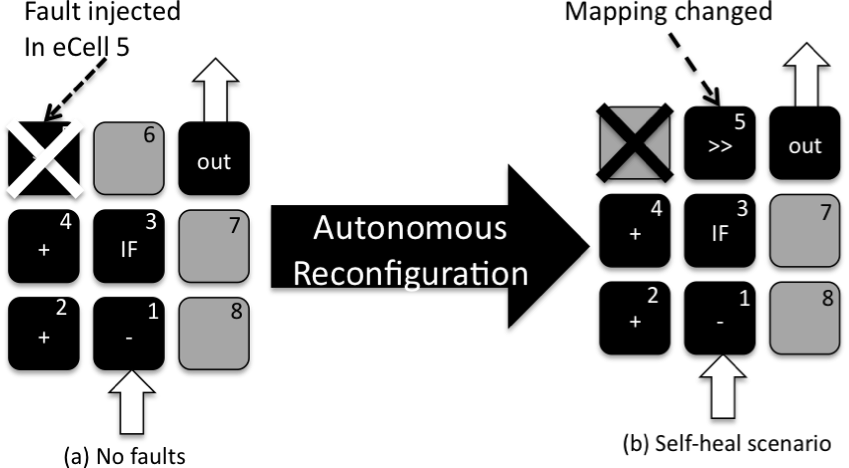 Fault injected
In eCell 5
Mapping changed
6
out
4
+
3
IF
7
2
+
1
-
8
(a) No faults
Autonomous
Reconfiguration
5
>>
out
4
+
3
IF
7
2
+
1
-
8
(b) Self-heal scenario